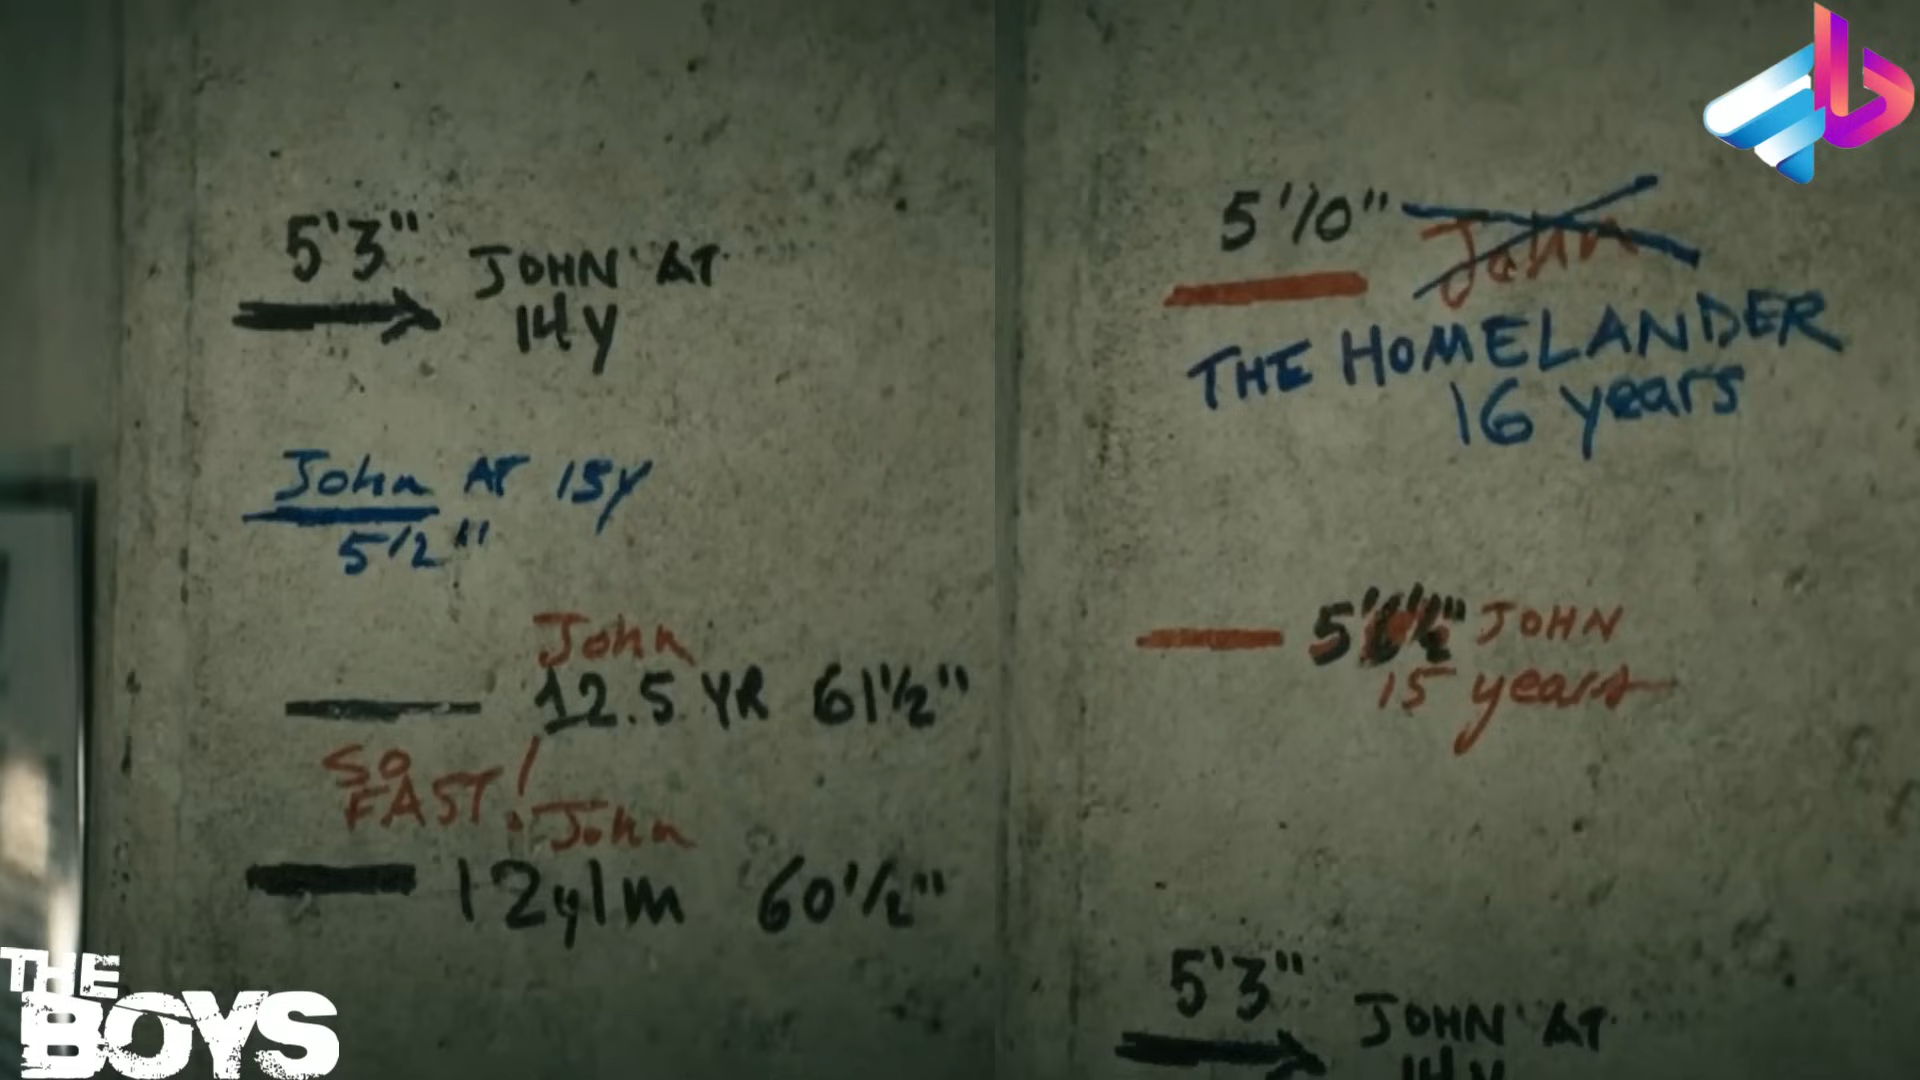 5'3"
JOHN AT
14Y
John AT 15y
5'2"
John
12.5 YR 61½"
SO
FAST!
John
12y1m 60½"
THE
BOYS
5'10" John
THE HOMELANDER
16 years
JOHN
15 years
5'3"
JOHN AT
14Y